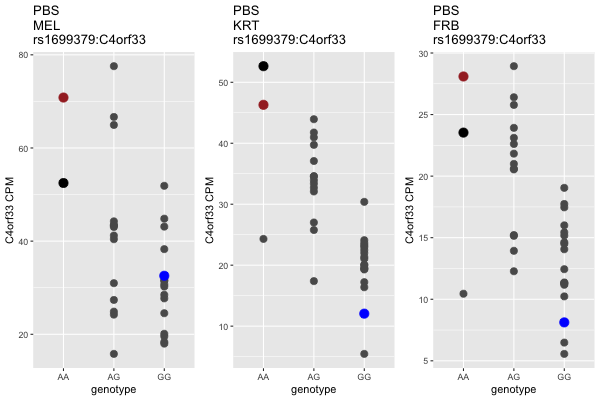 PBS
MEL
rs1699379:C4orf33
80
60
40
20
C4orf33 CPM
AA
AG
GG
genotype
PBS
KRT
rs1699379:C4orf33
50
40
30
20
10
C4orf33 CPM
AA
AG
GG
genotype
PBS
FRB
rs1699379:C4orf33
30
25
20
15
10
5
C4orf33 CPM
AA
AG
GG
genotype